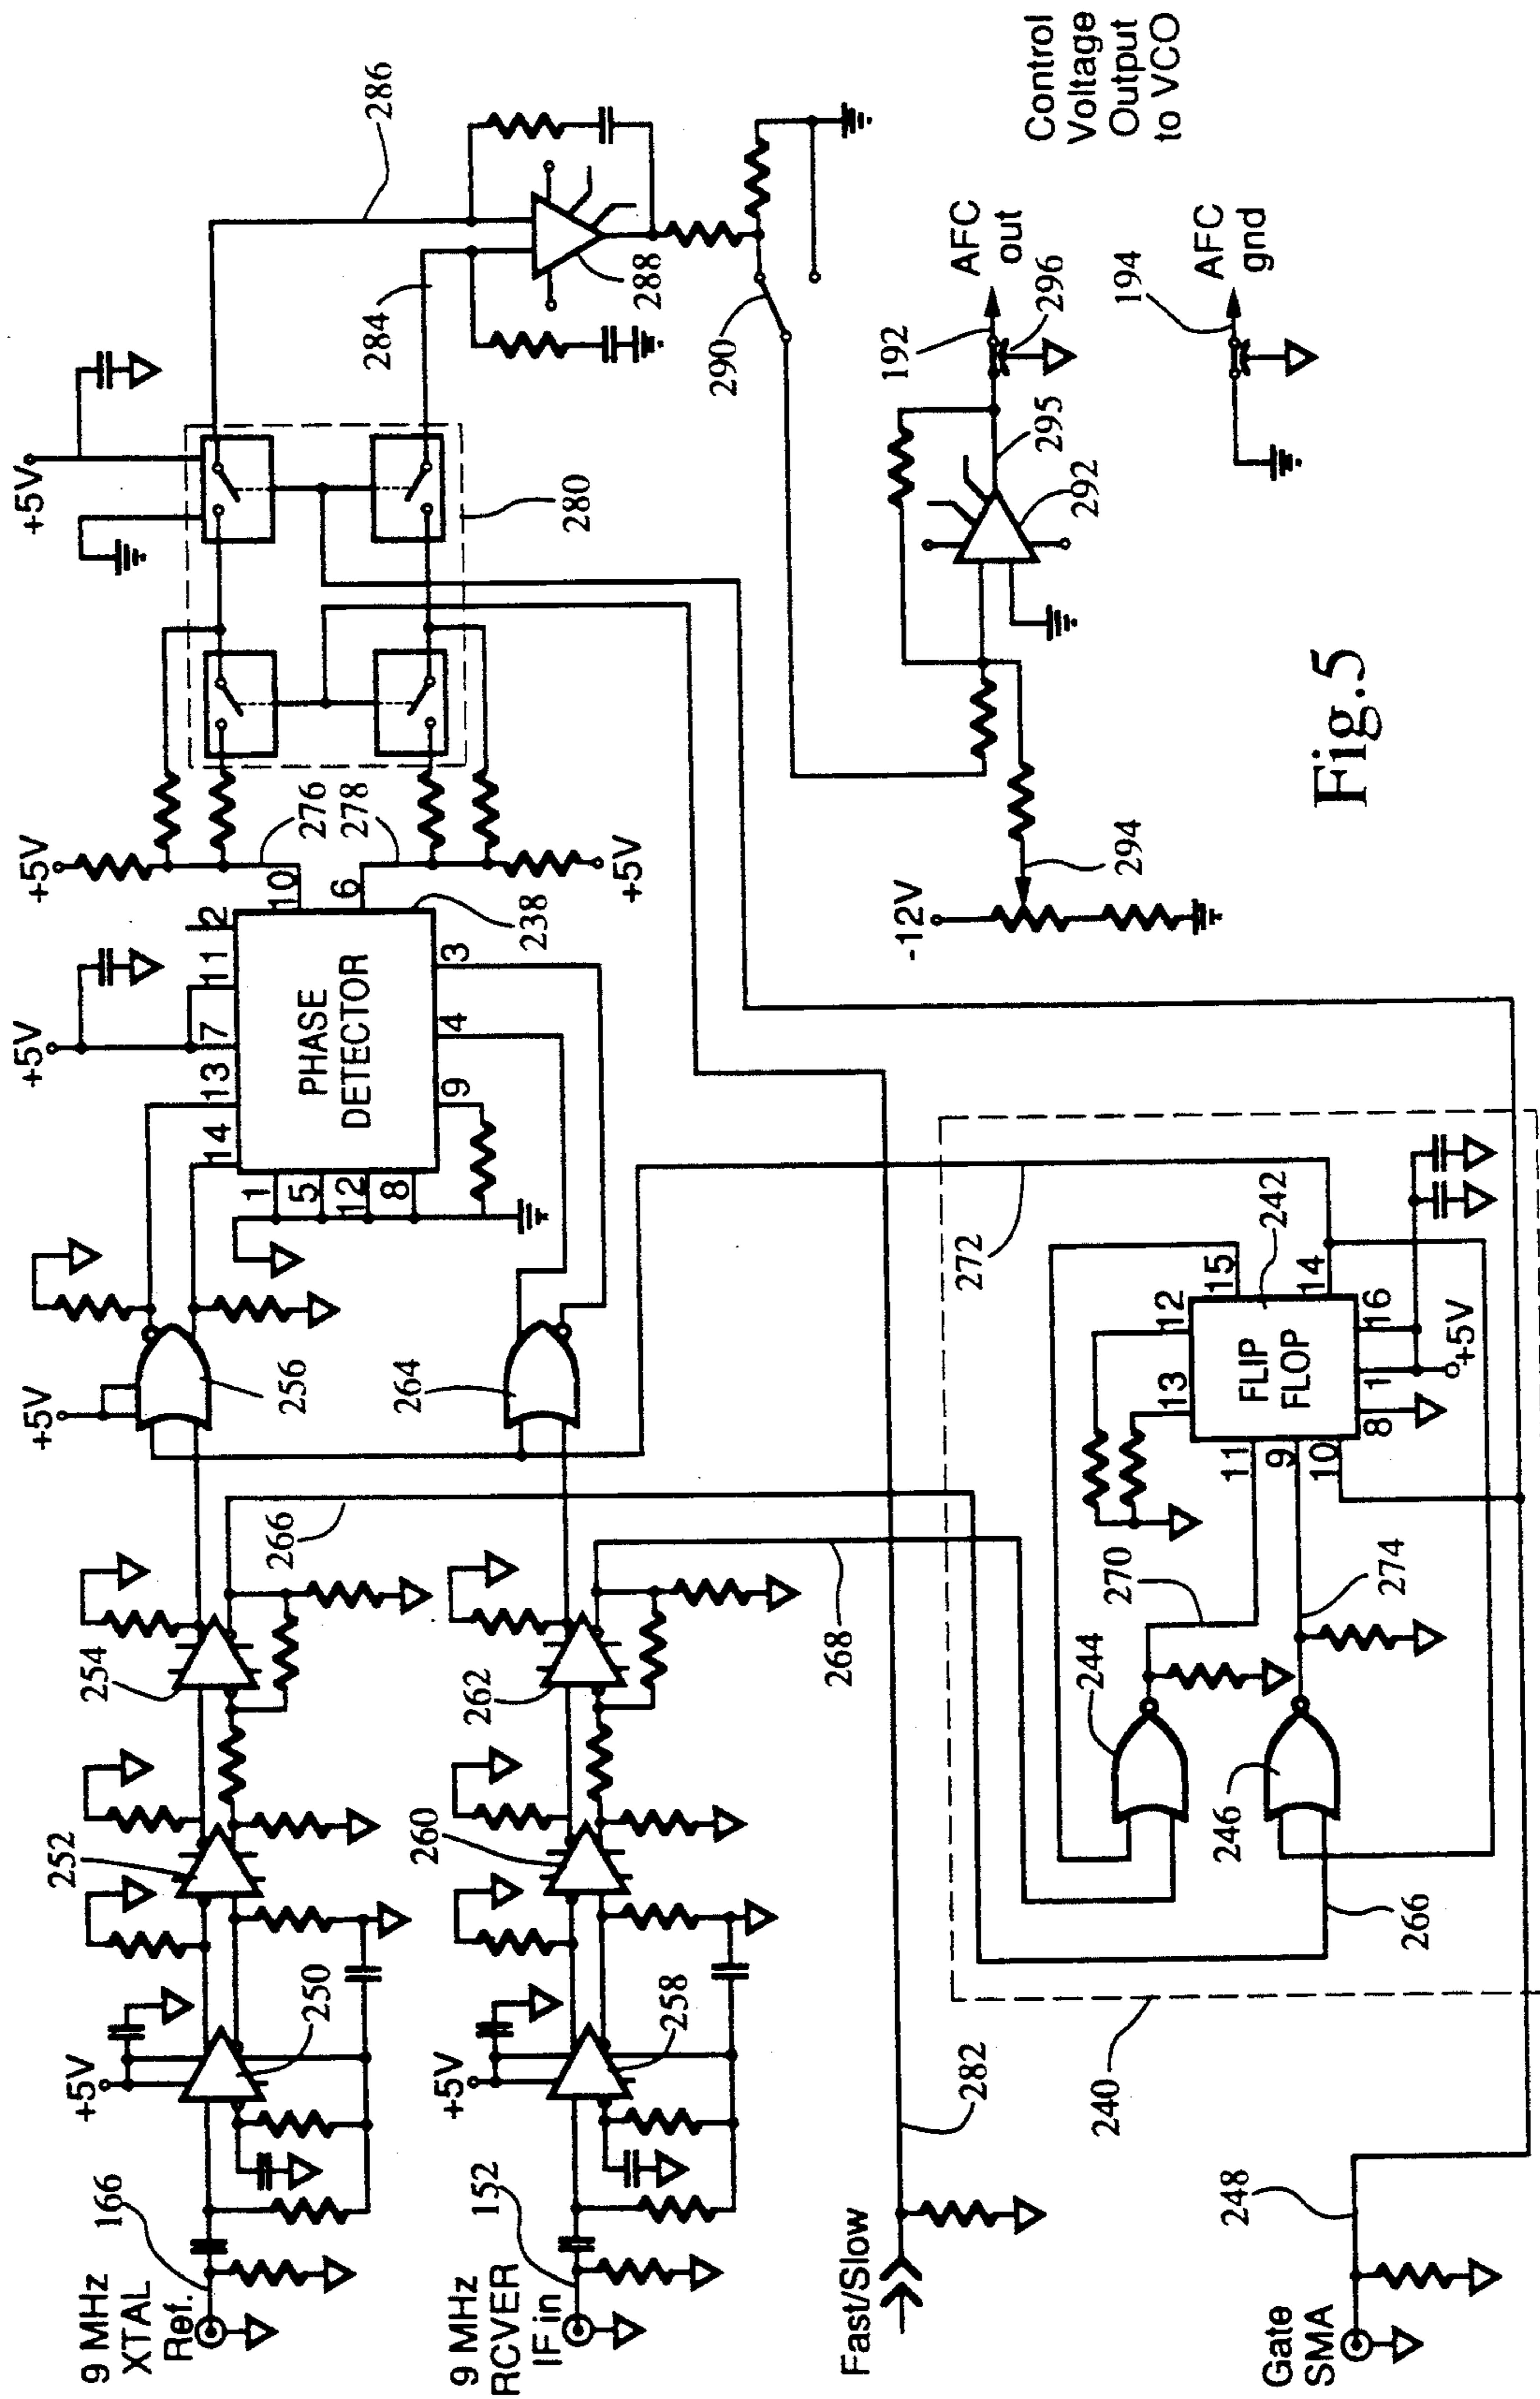 9 MHz
XTAL
Ref.
166
+5V
250
252
254
266
+5V
256
14
13
7
11
2
+5V
PHASE
DETECTOR
1
5
12
8
9
4
3
10
6
238
+5V
276
278
+5V
+5V
280
284
286
288
290
9 MHz
RCVER
IF in
152
+5V
258
260
262
268
264
272
Fast/Slow
282
240
Gate
SMA
248
244
246
266
270
274
FLIP
FLOP
13
12
11
9
10
15
14
8
1
16
242
+5V
-12V
294
292
295
192
296
AFC
out
194
AFC
gnd
Control
Voltage
Output
to VCO
Fig.5